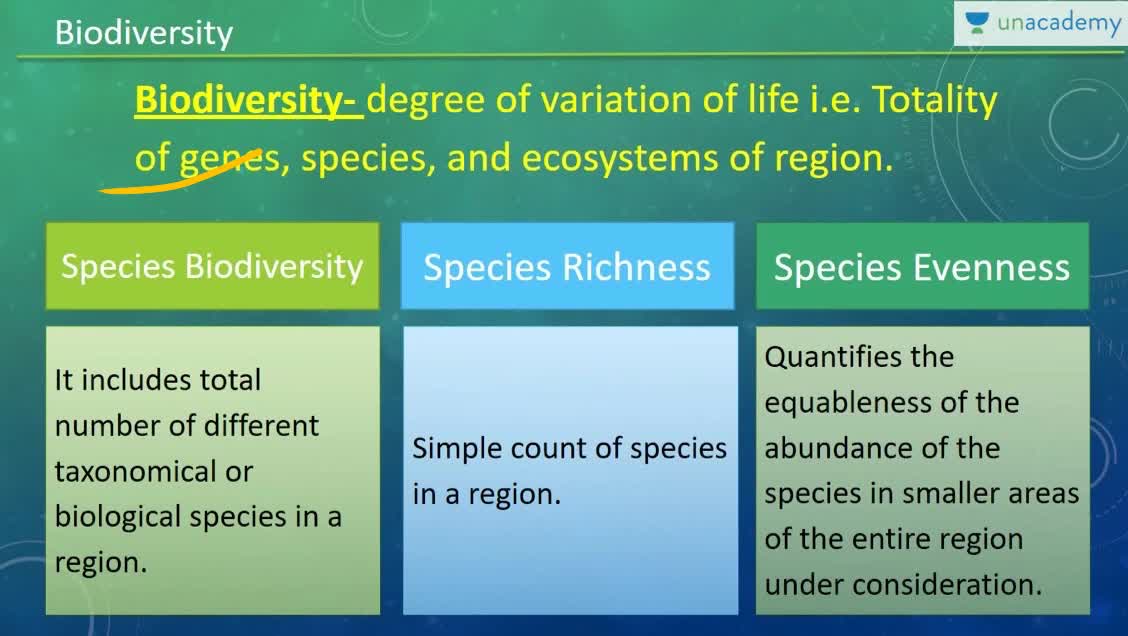 Biodiversity
unacademy
Biodiversity- degree of variation of life i.e. Totality
of genes, species, and ecosystems of region.
Species Biodiversity
It includes total
number of different
taxonomical or
biological species in a
region.
Species Richness
Simple count of species
in a region.
Species Evenness
Quantifies the
equableness of the
abundance of the
species in smaller areas
of the entire region
under consideration.